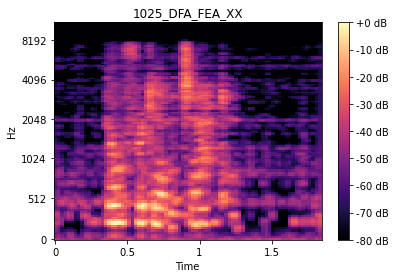 1025_DFA_FEA_XX
+0 dB
8192
-10 dB
4096
-20 dB
-30 dB
2048
Hz
-40 dB
1024
-50 dB
512
-60 dB
-70 dB
0
-80 dB
0
0.5
1
1.5
Time